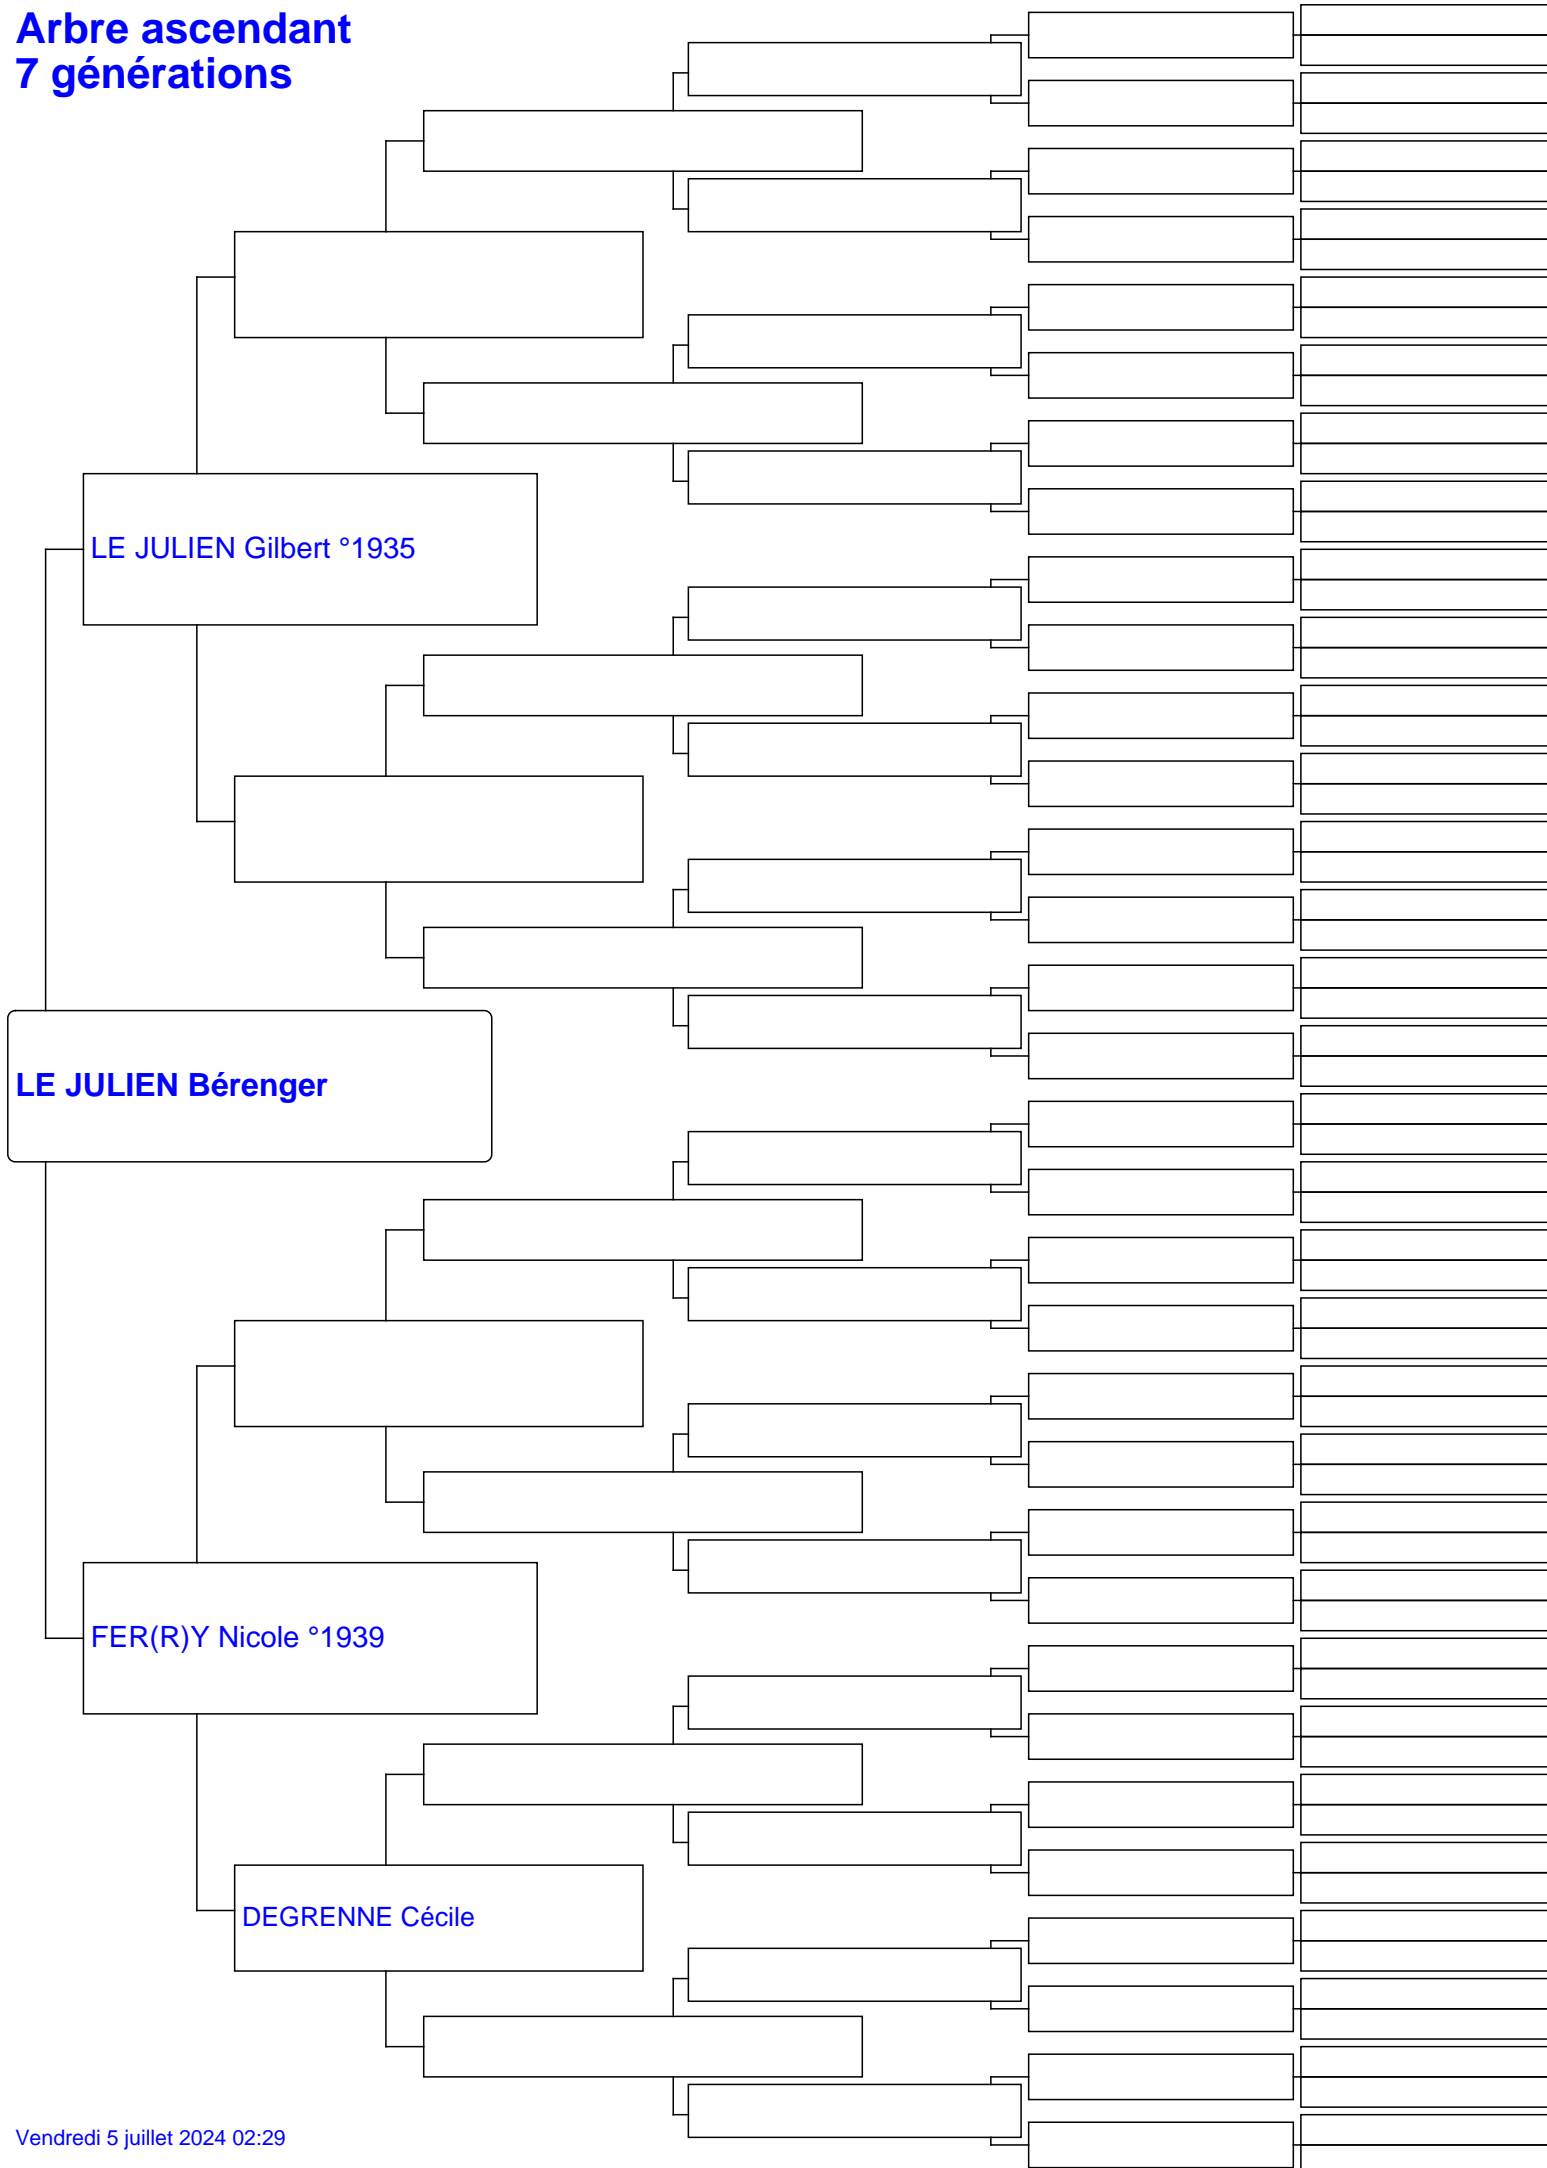 Arbre ascendant
7 générations
LE JULIEN Gilbert °1935
LE JULIEN Bérenger
FER(R)Y Nicole °1939
DEGRENNE Cécile
Vendredi 5 juillet 2024 02:29